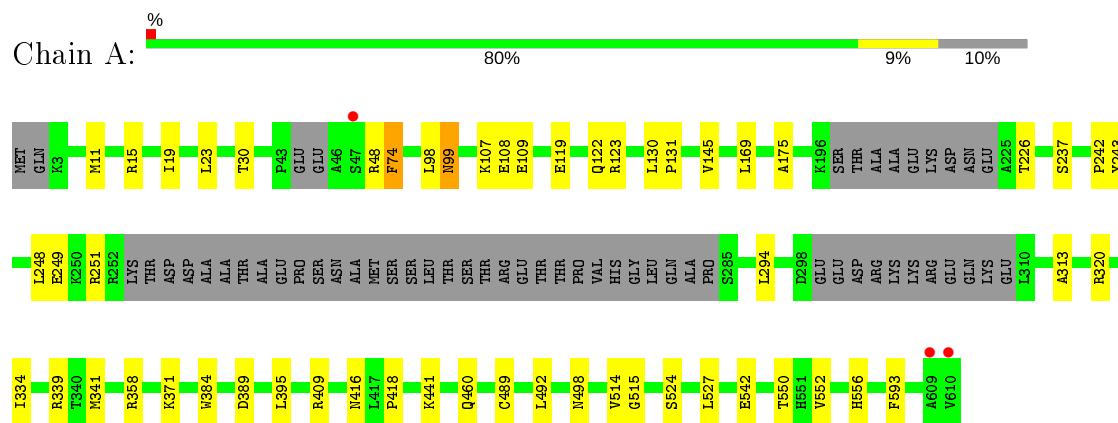 %
Chain A:
80% 9% 10%
MET GLN K3 M11 R15 I19 L23 T30 P43 GLU GLU A46 S47 R48 F74 L98 N99 K107 E108 E109 E119 Q122 R123 L130 P131 V145 L169 A175 K196 SER THR ALA ALA GLU LYS ASP ASN GLU A225 T226 S237 P242 Y243
L248 E249 K250 R251 R252 LYS THR ASP ASP ALA ALA THR ALA GLU PRO SER ASN ALA MET SER SER LEU THR SER THR ARG GLU THR THR PRO VAL HIS GLY LEU GLN ALA PRO S285 L294 D298 GLU GLU ASP ARG LYS LYS ARG GLU GLN LYS GLU L310 A313 R320
I334 R339 T340 M341 R358 K371 W384 D389 L395 R409 N416 L417 P418 K441 Q460 C489 L492 N498 V514 G515 S524 L527 E542 T550 H551 V552 H556 F593 A609 V610